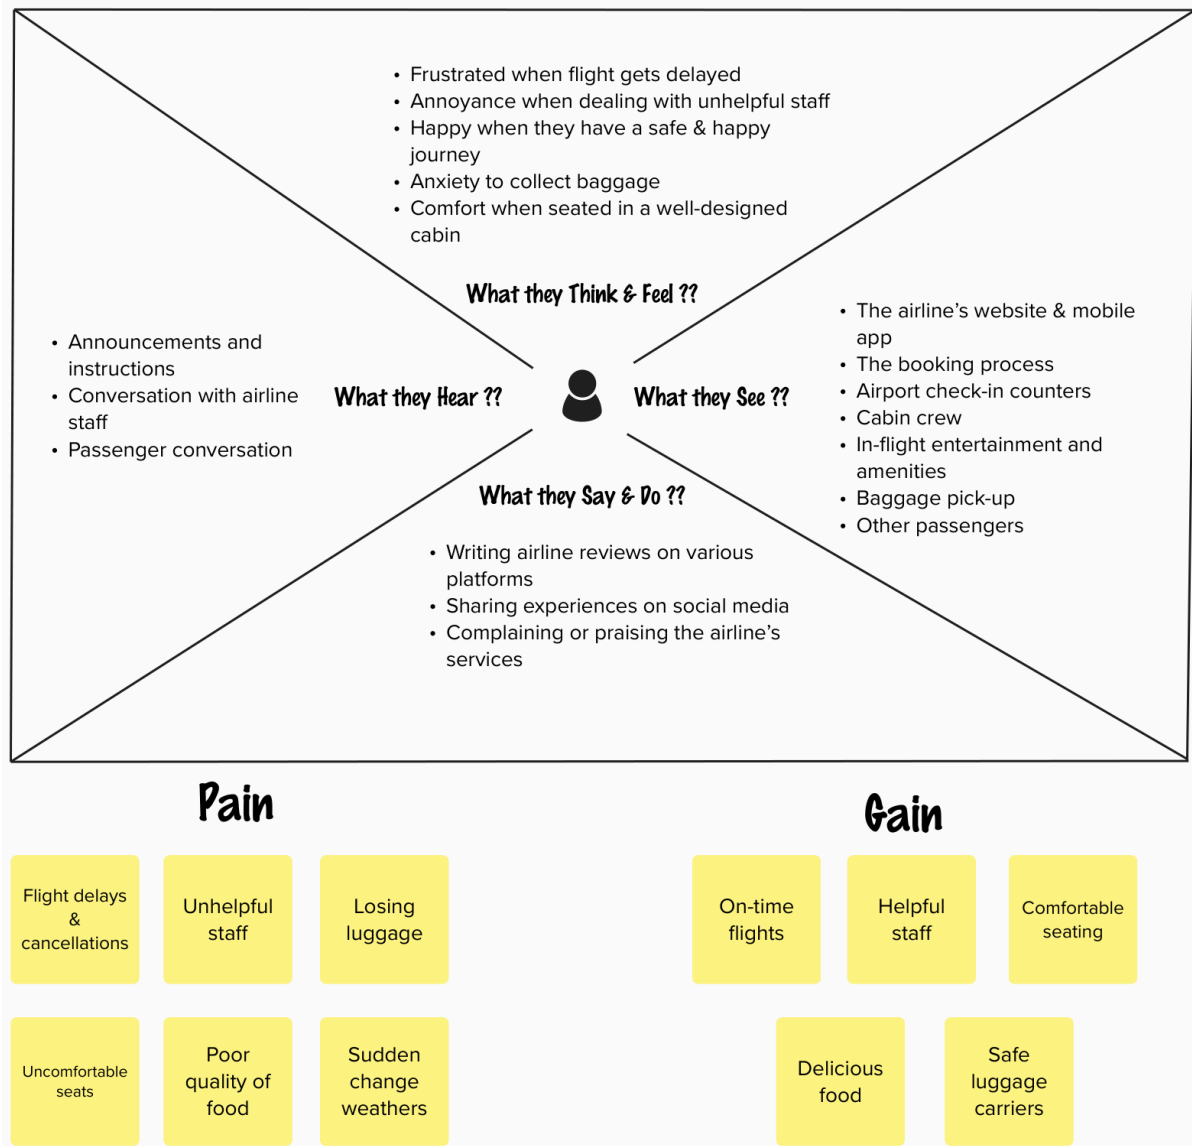 • Frustrated when flight gets delayed
• Annoyance when dealing with unhelpful staff
• Happy when they have a safe & happy
journey
• Anxiety to collect baggage
• Comfort when seated in a well-designed
cabin
What they Think & Feel ??
• Announcements and
instructions
• Conversation with airline
staff
• Passenger conversation
What they Hear ??
What they See ??
• The airline’s website & mobile
app
• The booking process
• Airport check-in counters
• Cabin crew
• In-flight entertainment and
amenities
• Baggage pick-up
• Other passengers
What they Say & Do ??
• Writing airline reviews on various
platforms
• Sharing experiences on social media
• Complaining or praising the airline’s
services
Pain
Flight delays
&
cancellations
Unhelpful
staff
Losing
luggage
Uncomfortable
seats
Poor
quality of
food
Sudden
change
weathers
Gain
On-time
flights
Helpful
staff
Comfortable
seating
Delicious
food
Safe
luggage
carriers